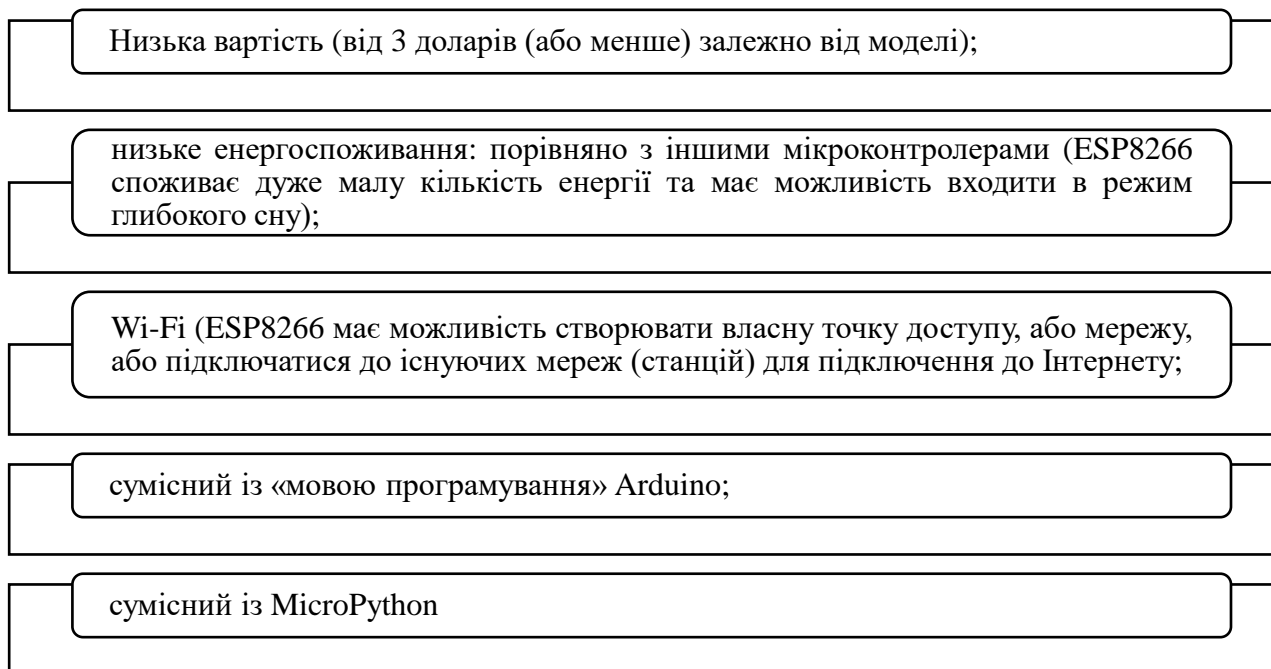 Низька вартість (від 3 доларів (або менше) залежно від моделі);
низьке енергоспоживання: порівняно з іншими мікроконтролерами (ESP8266
споживає дуже малу кількість енергії та має можливість входити в режим
глибокого сну);
Wi-Fi (ESP8266 має можливість створювати власну точку доступу, або мережу,
або підключатися до існуючих мереж (станцій) для підключення до Інтернету;
сумісний із «мовою програмування» Arduino;
сумісний із MicroPython